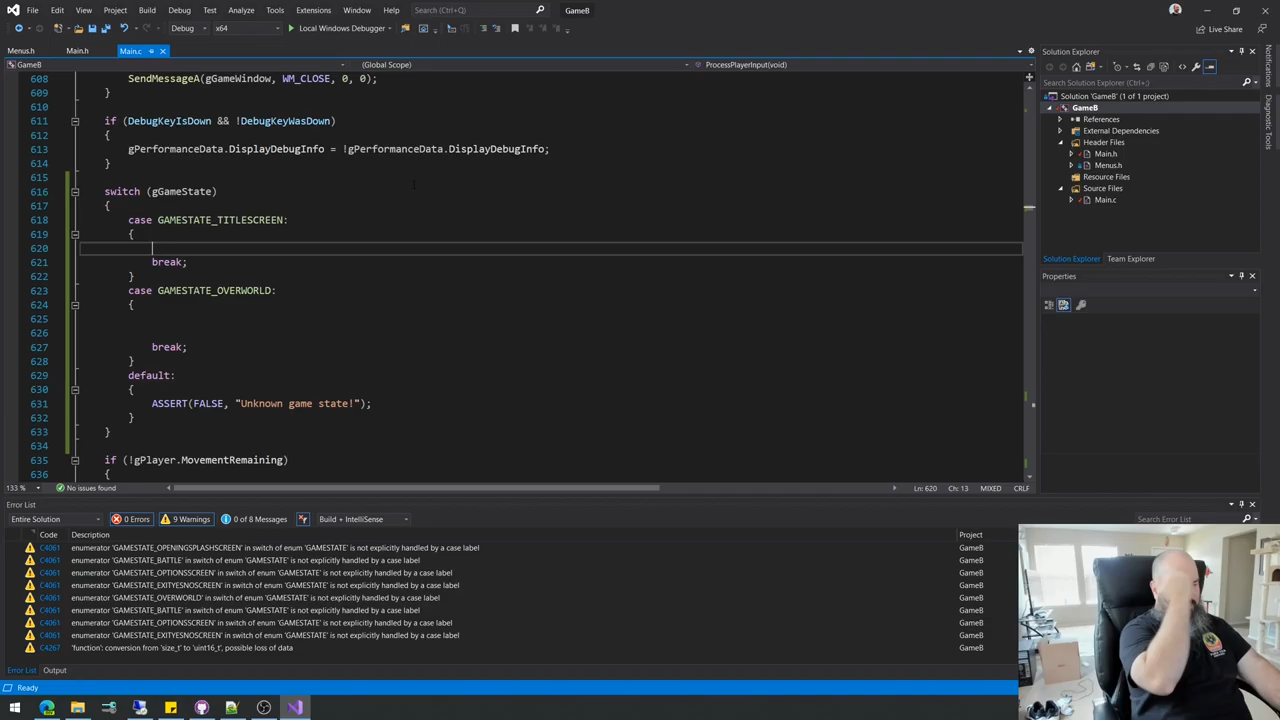 File Edit View Project Build Debug Test Analyze Tools Extensions Window Help Search (Ctrl+Q) GameB
Debug x64 Local Windows Debugger Live Share
Menus.h Main.h Main.c
GameB (Global Scope) ProcessPlayerInput(void)
608 SendMessageA(gGameWindow, WM_CLOSE, 0, 0);
609 }
610
611 if (DebugKeyIsDown && !DebugKeyWasDown)
612 {
613 gPerformanceData.DisplayDebugInfo = !gPerformanceData.DisplayDebugInfo;
614 }
615
616 switch (gGameState)
617 {
618 case GAMESTATE_TITLESCREEN:
619 {
620
621 break;
622 }
623 case GAMESTATE_OVERWORLD:
624 {
625
626
627 break;
628 }
629 default:
630 {
631 ASSERT(FALSE, "Unknown game state!");
632 }
633 }
634
635 if (!gPlayer.MovementRemaining)
636 {
133 % No issues found Ln: 620 Ch: 13 MIXED CRLF
Solution Explorer
Search Solution Explorer (Ctrl+;)
Solution 'GameB' (1 of 1 project)
GameB
References
External Dependencies
Header Files
Main.h
Menus.h
Resource Files
Source Files
Main.c
Solution Explorer Team Explorer
Properties
Notifications
Diagnostic Tools
Error List
Entire Solution 0 Errors 9 Warnings 0 of 8 Messages Build + IntelliSense Search Error List
Code Description Project
C4061 enumerator 'GAMESTATE_OPENINGSPLASHSCREEN' in switch of enum 'GAMESTATE' is not explicitly handled by a case label GameB
C4061 enumerator 'GAMESTATE_BATTLE' in switch of enum 'GAMESTATE' is not explicitly handled by a case label GameB
C4061 enumerator 'GAMESTATE_OPTIONSSCREEN' in switch of enum 'GAMESTATE' is not explicitly handled by a case label GameB
C4061 enumerator 'GAMESTATE_EXITYESNOSCREEN' in switch of enum 'GAMESTATE' is not explicitly handled by a case label GameB
C4061 enumerator 'GAMESTATE_OVERWORLD' in switch of enum 'GAMESTATE' is not explicitly handled by a case label GameB
C4061 enumerator 'GAMESTATE_BATTLE' in switch of enum 'GAMESTATE' is not explicitly handled by a case label GameB
C4061 enumerator 'GAMESTATE_OPTIONSSCREEN' in switch of enum 'GAMESTATE' is not explicitly handled by a case label GameB
C4061 enumerator 'GAMESTATE_EXITYESNOSCREEN' in switch of enum 'GAMESTATE' is not explicitly handled by a case label GameB
C4267 'function': conversion from 'size_t' to 'uint16_t', possible loss of data GameB
Error List Output
Ready